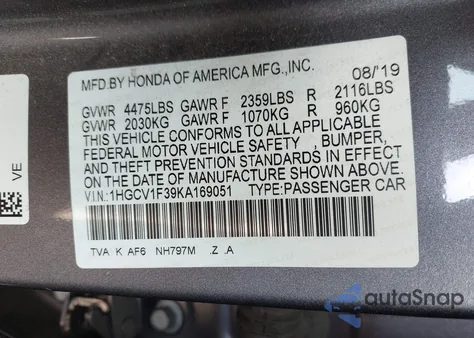 MFD.BY HONDA OF AMERICA MFG.,INC. 08/'19
GVWR 4475LBS GAWR F 2359LBS R 2116LBS
GVWR 2030KG GAWR F 1070KG R 960KG
THIS VEHICLE CONFORMS TO ALL APPLICABLE
FEDERAL MOTOR VEHICLE SAFETY , BUMPER,
AND THEFT PREVENTION STANDARDS IN EFFECT
ON THE DATE OF MANUFACTURE SHOWN ABOVE.
V.I.N.:1HGCV1F39KA169051 TYPE:PASSENGER CAR
TVA K AF6 NH797M .Z .A
VE
autoSnap